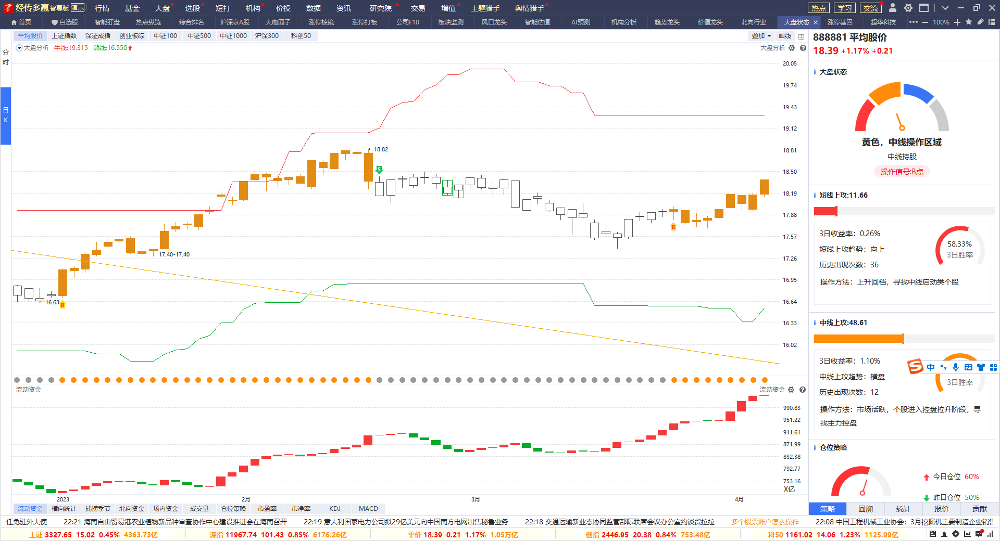 经传多赢 智尊版 演示 行情 基金 大盘 选股 短打 机构 价投 数据 资讯 研究院 交易 增值 主题猎手 舆情猎手 热点 学习 交流
首页 自选股 智能盯盘 热点纵览 综合排名 沪深京A股 大咖圈子 涨停棱镜 涨停打板 公司F10 板块监测 风口龙头 智能估值 AI预测 机构分析 趋势龙头 价值龙头 北向行业 大盘状态 × 涨停基因 超华科技 ••• 100%
平均股价 上证指数 深证成指 创业板综 中证100 中证500 中证1000 沪深300 科创50 叠加 画线
大盘分析 牛线:19.315 熊线:16.550 大盘分析
分时
日K
20.05
19.74
19.43
19.12
18.81
18.50
18.19
17.88
17.57
17.26
16.95
16.64
16.33
16.02
18.82
S
17.40-17.40
16.63
B
B
流动资金 流动资金
990.83
951.22
911.61
871.99
832.38
792.77
753.16
X亿
2023 2月 3月 4月
流动资金 横向统计 捕捞季节 北向资金 场内资金 成交量 仓位策略 市盈率 市净率 KDJ MACD
888881 平均股价
18.39 +1.17% +0.21
大盘状态
黄色，中线操作区域
中线持股
操作信号:B点
短线上攻:11.66
3日收益率：0.26%
短线上攻趋势：向上
历史出现次数：36
58.33%
3日胜率
操作方法：上升回档，寻找中线启动类个股
中线上攻:48.61
3日收益率：1.10%
中线上攻趋势：横盘
历史出现次数：12
中
3日胜率
操作方法：市场活跃，个股进入控盘拉升阶段，寻
找主力控盘
仓位策略
今日仓位 60%
昨日仓位 50%
策略 回溯 统计 报价 贡献
任免驻外大使 22:21 海南自由贸易港农业植物新品种审查协作中心建设推进会在海南召开 22:19 意大利国家电力公司拟29亿美元向中国南方电网出售秘鲁业务 22:18 交通运输新业态协同监管部际联席会议办公室约谈货拉拉 多个股票账户怎么操作 22:08 中国工程机械工业协会：3月挖掘机主要制造企业销售
上证 3327.65 15.02 0.45% 4363.73亿 深指 11967.74 101.43 0.85% 6176.26亿 平价 18.39 0.21 1.17% 1.05万亿 创指 2446.95 20.38 0.84% 753.48亿 科50 1161.02 14.06 1.23% 1125.99亿